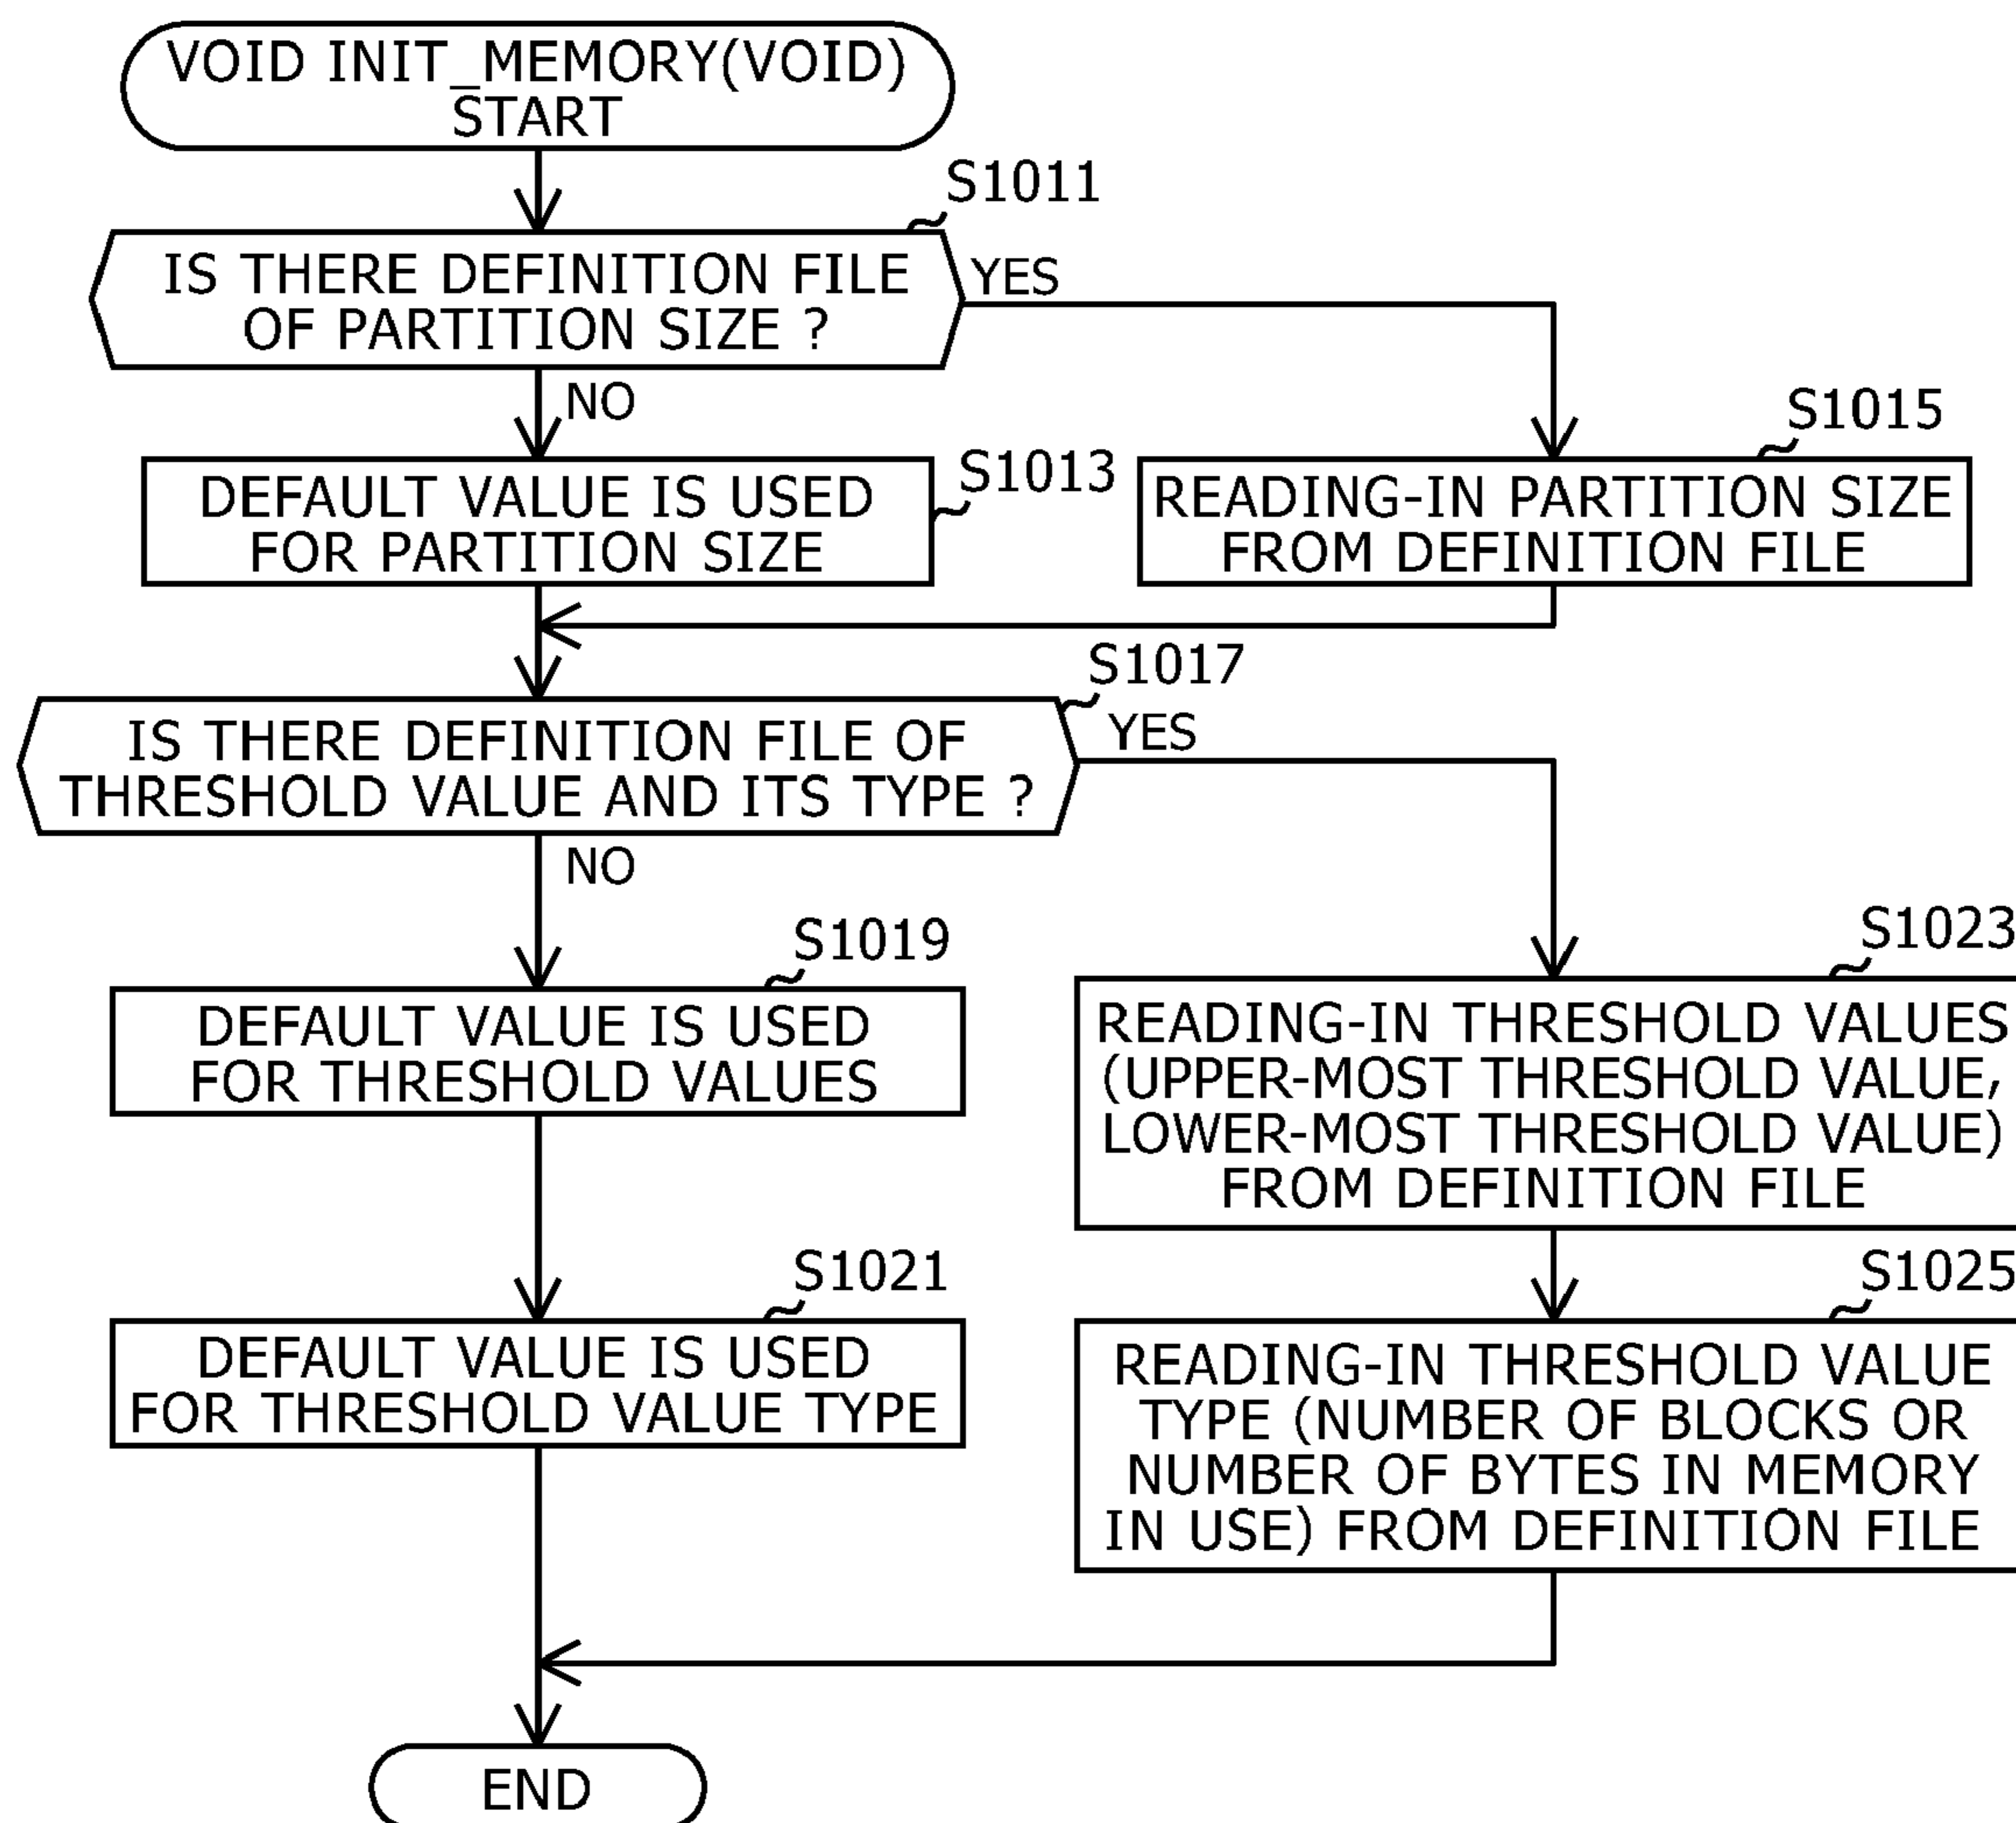 VOID INIT_MEMORY(VOID)
START
S1011
IS THERE DEFINITION FILE
OF PARTITION SIZE ?
YES
NO
S1013
DEFAULT VALUE IS USED
FOR PARTITION SIZE
S1015
READING-IN PARTITION SIZE
FROM DEFINITION FILE
S1017
IS THERE DEFINITION FILE OF
THRESHOLD VALUE AND ITS TYPE ?
YES
NO
S1019
DEFAULT VALUE IS USED
FOR THRESHOLD VALUES
S1023
READING-IN THRESHOLD VALUES
(UPPER-MOST THRESHOLD VALUE,
LOWER-MOST THRESHOLD VALUE)
FROM DEFINITION FILE
S1021
DEFAULT VALUE IS USED
FOR THRESHOLD VALUE TYPE
S1025
READING-IN THRESHOLD VALUE
TYPE (NUMBER OF BLOCKS OR
NUMBER OF BYTES IN MEMORY
IN USE) FROM DEFINITION FILE
END